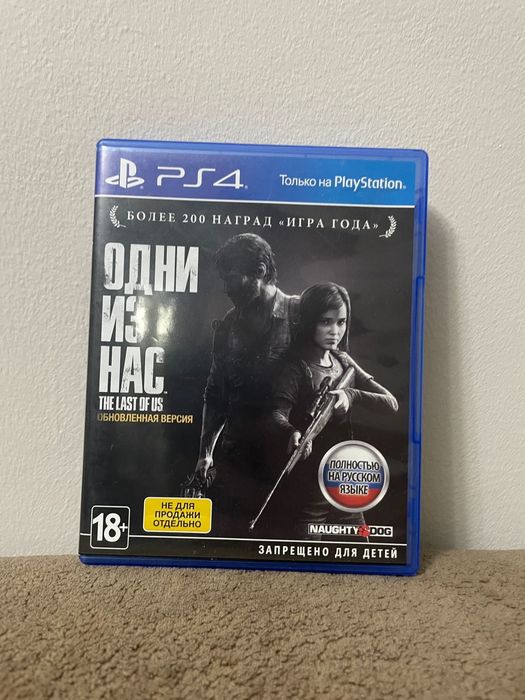 PS4
Только на PlayStation.
БОЛЕЕ 200 НАГРАД «ИГРА ГОДА»
ОДНИ
ИЗ
НАС
THE LAST OF US
ОБНОВЛЕННАЯ ВЕРСИЯ
ПОЛНОСТЬЮ
НА РУССКОМ
ЯЗЫКЕ
НЕ ДЛЯ
ПРОДАЖИ
ОТДЕЛЬНО
18+
NAUGHTY DOG
ЗАПРЕЩЕНО ДЛЯ ДЕТЕЙ